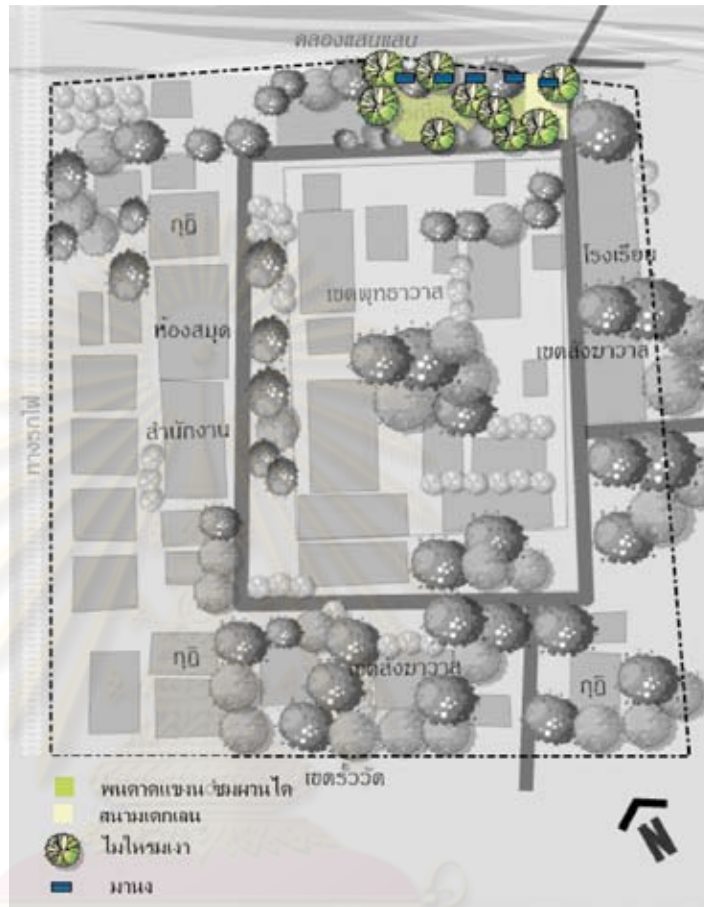 คลองแสนแสบ
กุฏิ
โรงเรียน
เขตพุทธาวาส
ห้องสมุด
เขตสังฆาวาส
ทางรถไฟ
สำนักงาน
กุฏิ
เขตสังฆาวาส
กุฏิ
เขตรั้ววัด
สนามเดกเลน
ไมใหรมเงา
มานง
N